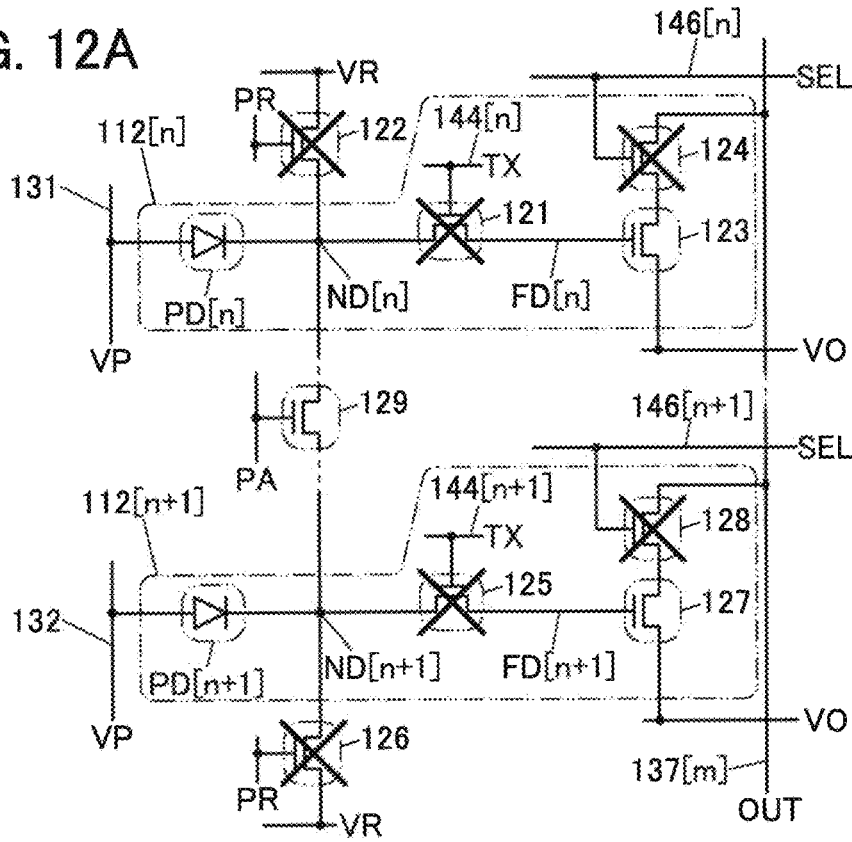 G. 12A
146[n]
VR
SEL
PR
112[n]
122
144[n]
124
131
TX
121
123
PD[n]
ND[n]
FD[n]
VP
VO
129
146[n+1]
PA
SEL
112[n+1]
144[n+1]
TX
128
125
127
132
ND[n+1]
FD[n+1]
PD[n+1]
VP
VO
126
137[m]
PR
OUT
VR